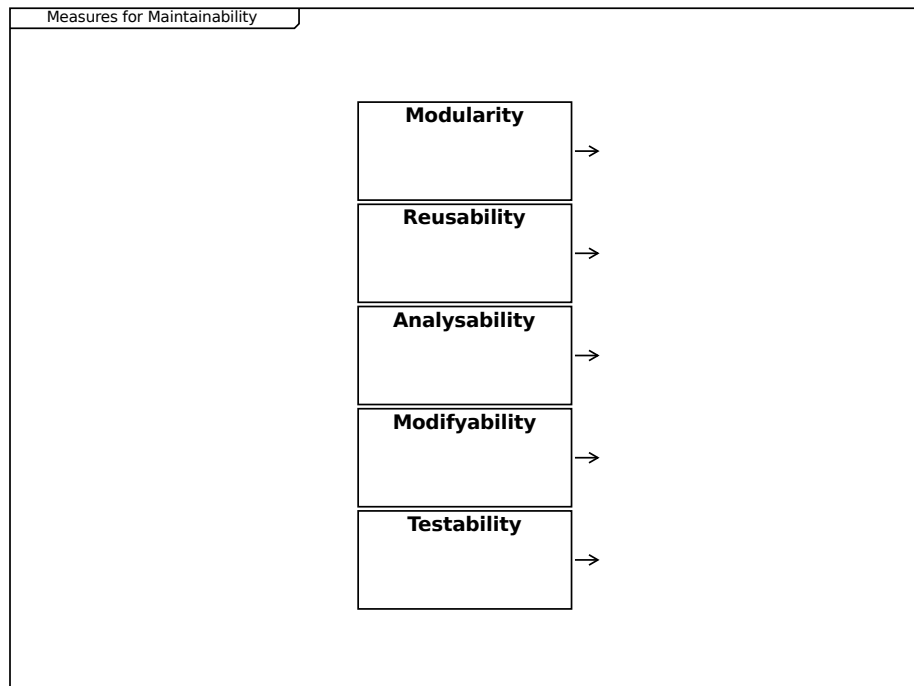 Measures for Maintainability
Modularity
Reusability
Analysability
Modifyability
Testability